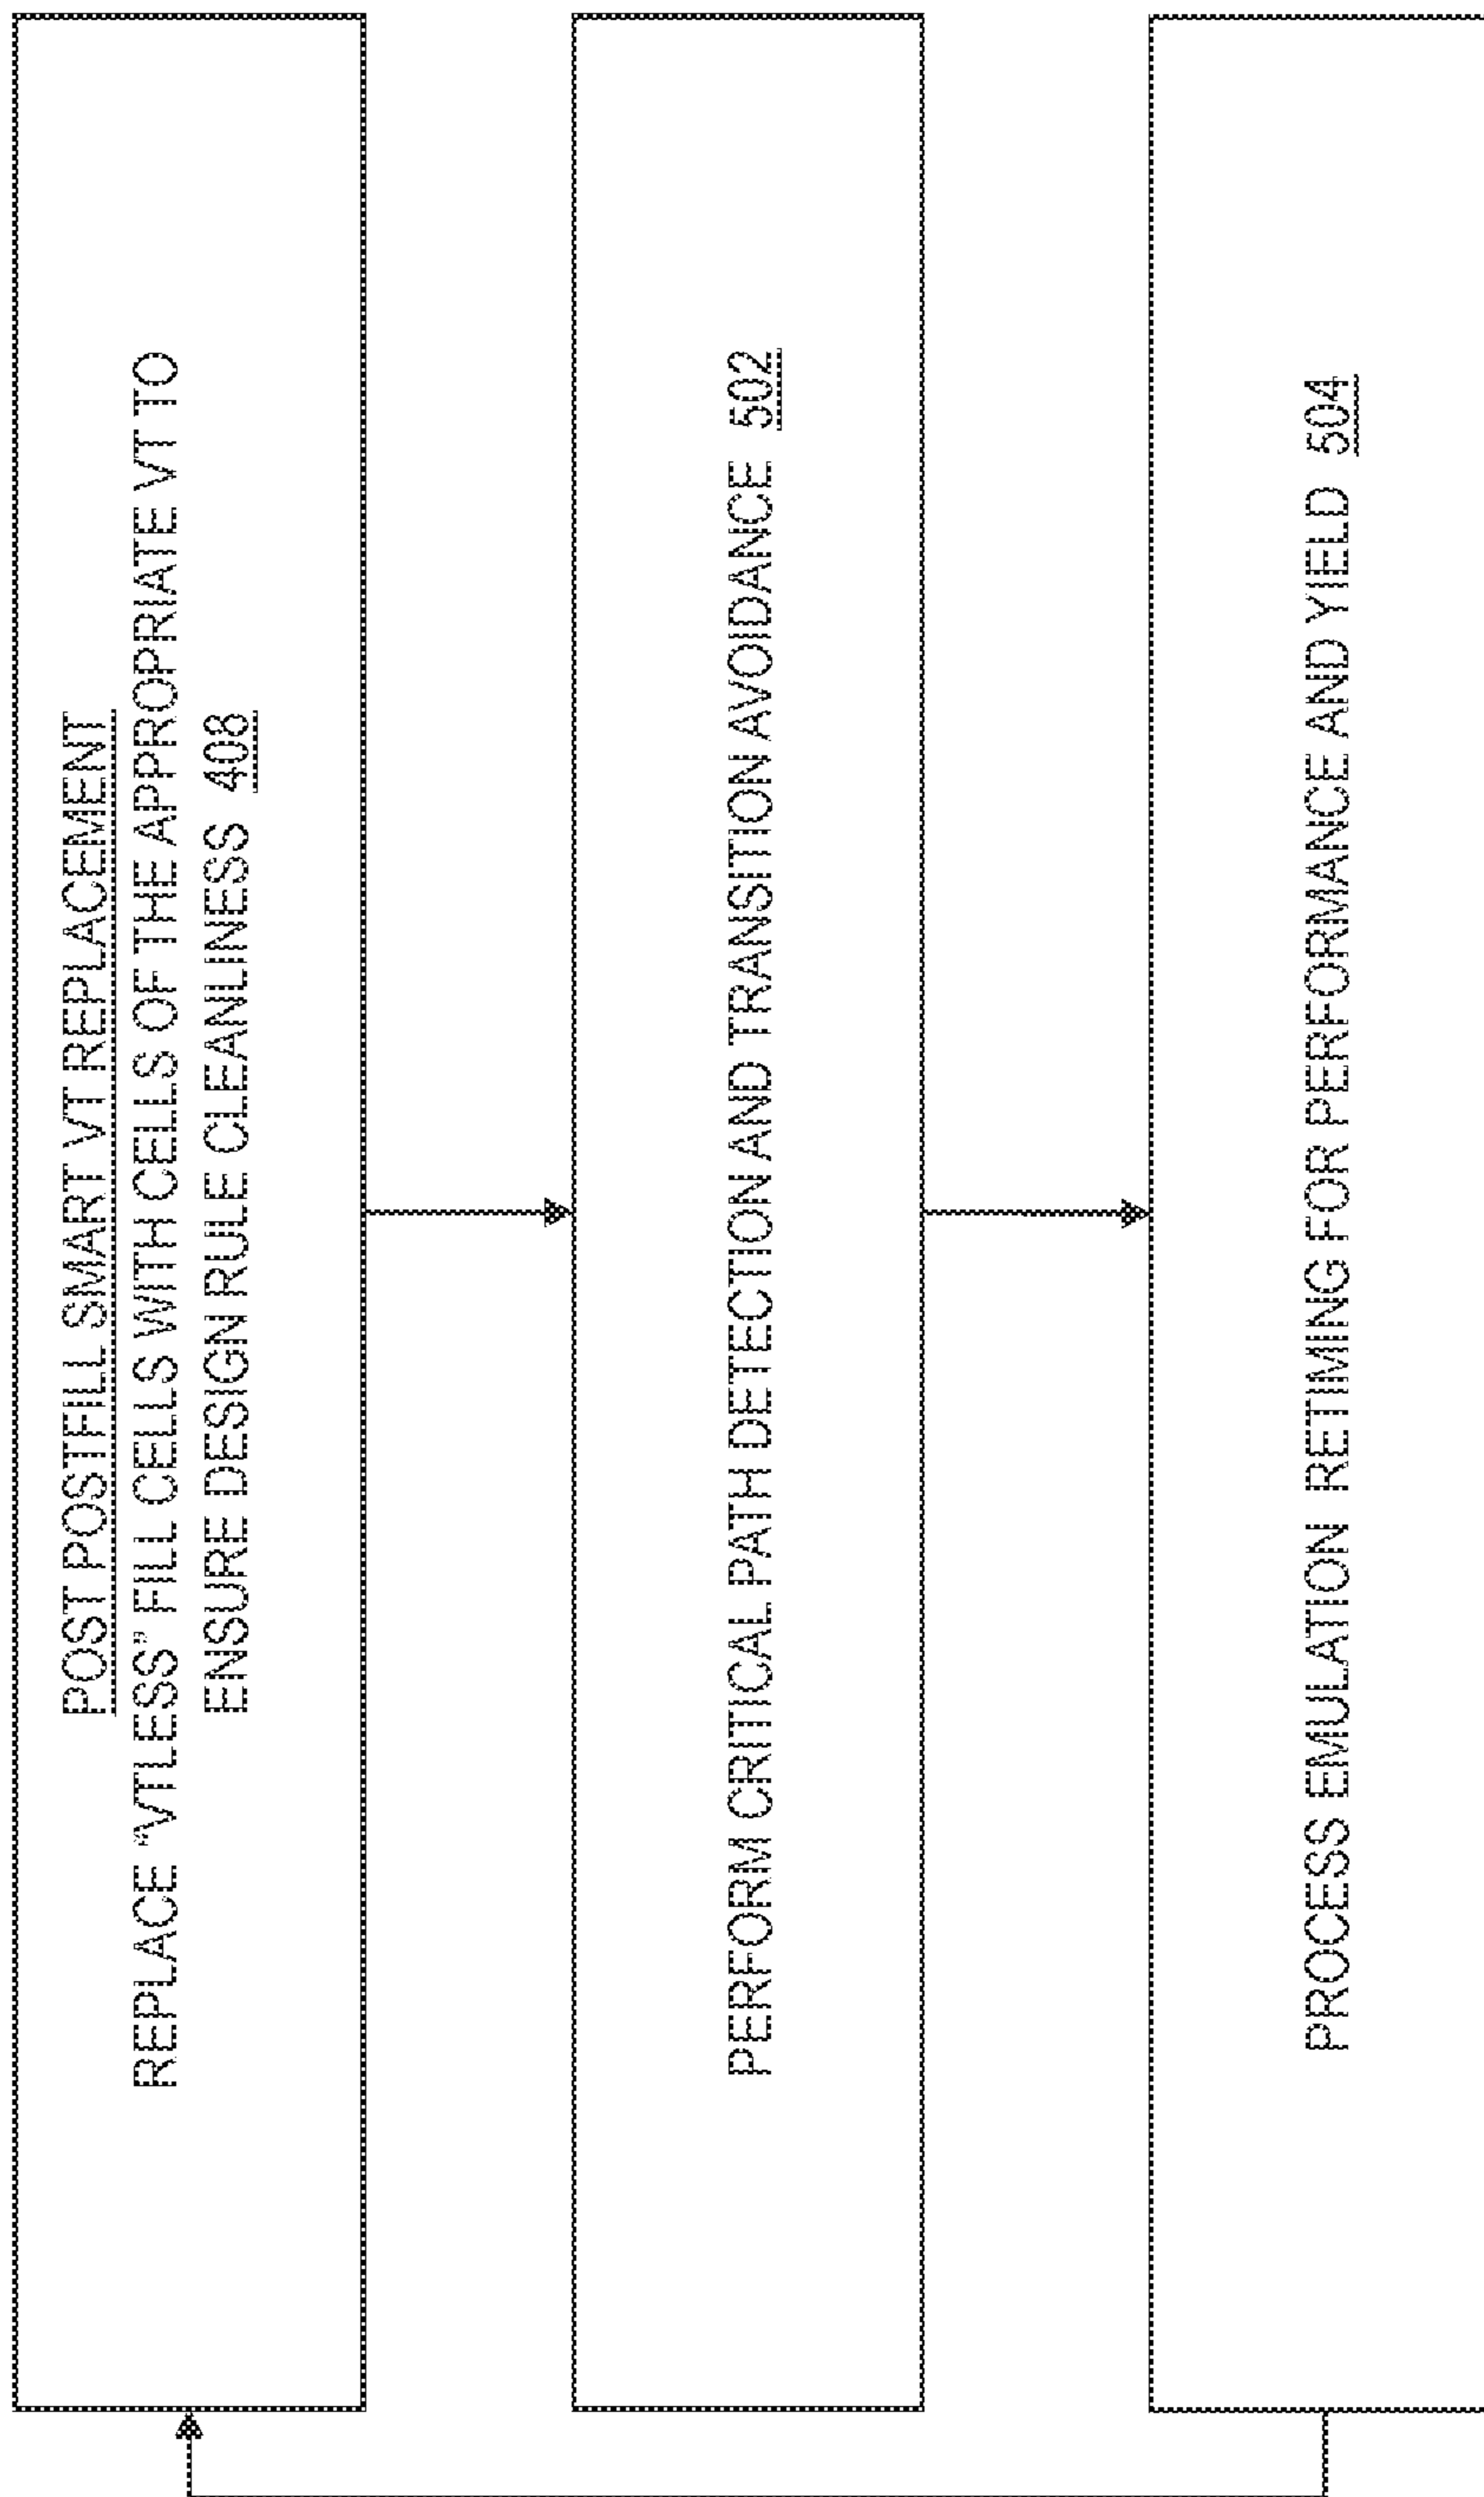 POST POSTFILL SMART VT REPLACEMENT
REPLACE “VTLESS” FILL CELLS WITH CELLS OF THE APPROPRIATE VT TO
ENSURE DESIGN RULE CLEANLINESS 408
PERFORM CRITICAL PATH DETECTION AND TRANSITION AVOIDANCE 502
PROCESS EMULATION RETIMING FOR PERFORMANCE AND YIELD 504